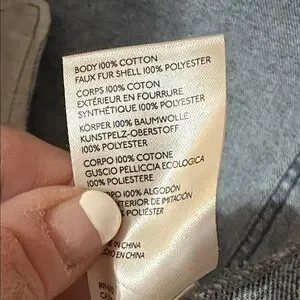 BODY 100% COTTON
FAUX FUR SHELL 100% POLYESTER
CORPS 100% COTON
EXTÉRIEUR EN FOURRURE
SYNTHÉTIQUE 100% POLYESTER
KÖRPER 100% BAUMWOLLE
KUNSTPELZ-OBERSTOFF
100% POLYESTER
CORPO 100% COTONE
GUSCIO PELLICCIA ECOLOGICA
100% POLIESTERE
100% ALGODÓN
DE IMITACIÓN
POLIÉSTER
IN CHINA
EN CHINA